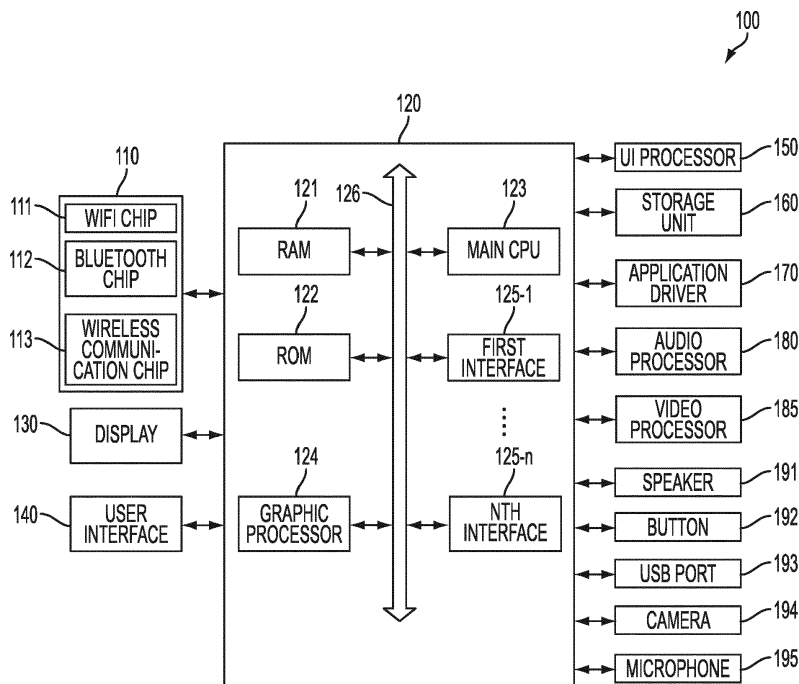 100
120
110
111
WIFI CHIP
112
BLUETOOTH
CHIP
113
WIRELESS
COMMUNI-
CATION CHIP
130
DISPLAY
140
USER
INTERFACE
126
121
RAM
122
ROM
124
GRAPHIC
PROCESSOR
123
MAIN CPU
125-1
FIRST
INTERFACE
125-n
NTH
INTERFACE
UI PROCESSOR
150
STORAGE
UNIT
160
APPLICATION
DRIVER
170
AUDIO
PROCESSOR
180
VIDEO
PROCESSOR
185
SPEAKER
191
BUTTON
192
USB PORT
193
CAMERA
194
MICROPHONE
195